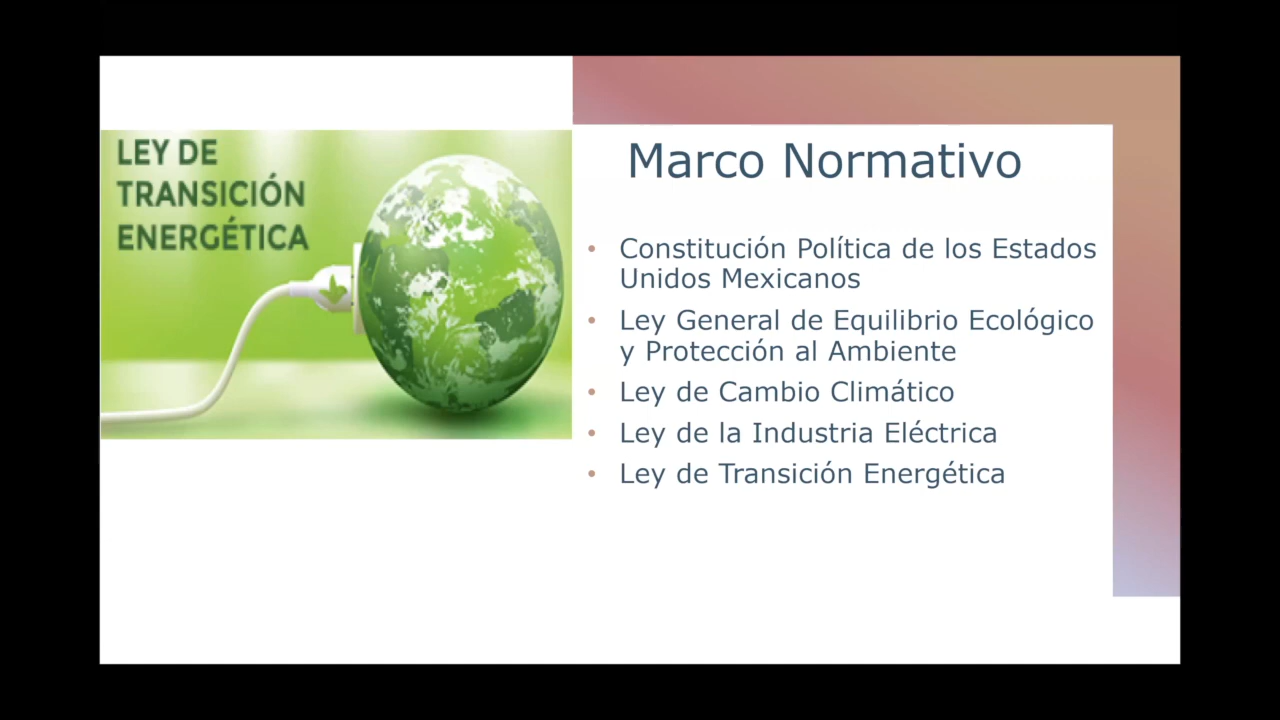 LEY DE
TRANSICIÓN
ENERGÉTICA
Marco Normativo
• Constitución Política de los Estados
Unidos Mexicanos
• Ley General de Equilibrio Ecológico
y Protección al Ambiente
• Ley de Cambio Climático
• Ley de la Industria Eléctrica
• Ley de Transición Energética